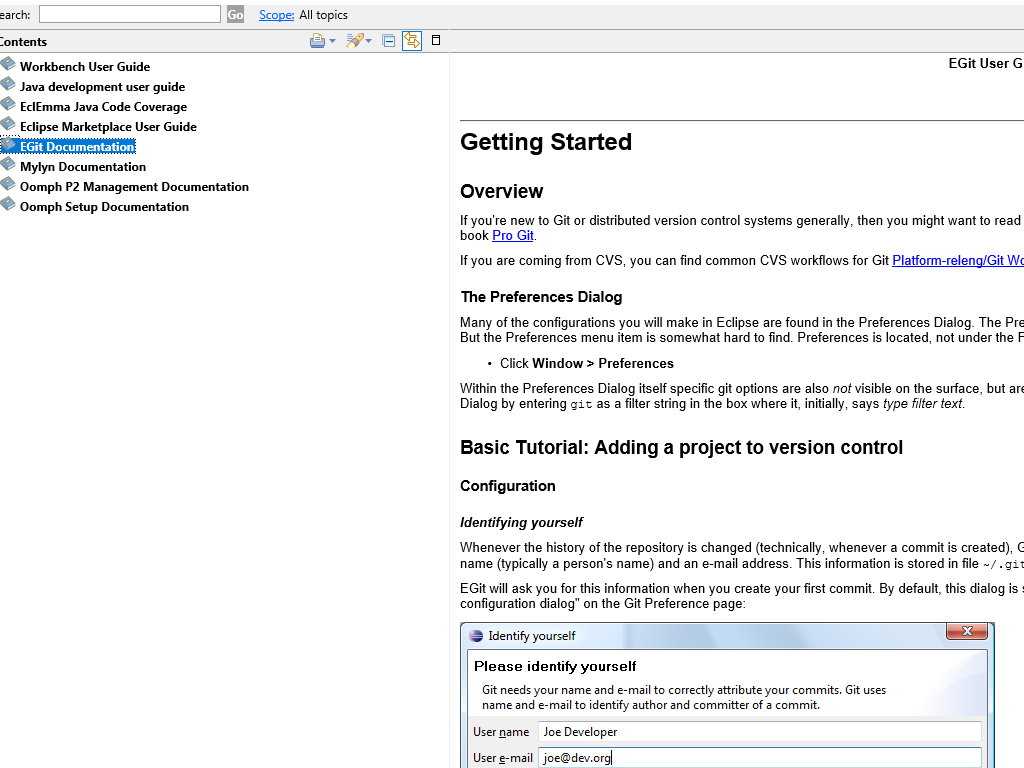 earch: Go Scope: All topics
Contents
Workbench User Guide
Java development user guide
EclEmma Java Code Coverage
Eclipse Marketplace User Guide
EGit Documentation
Mylyn Documentation
Oomph P2 Management Documentation
Oomph Setup Documentation
EGit User G
Getting Started
Overview
If you're new to Git or distributed version control systems generally, then you might want to read
book Pro Git.
If you are coming from CVS, you can find common CVS workflows for Git Platform-releng/Git Wo
The Preferences Dialog
Many of the configurations you will make in Eclipse are found in the Preferences Dialog. The Pre
But the Preferences menu item is somewhat hard to find. Preferences is located, not under the F
• Click Window > Preferences
Within the Preferences Dialog itself specific git options are also not visible on the surface, but are
Dialog by entering git as a filter string in the box where it, initially, says type filter text.
Basic Tutorial: Adding a project to version control
Configuration
Identifying yourself
Whenever the history of the repository is changed (technically, whenever a commit is created), G
name (typically a person's name) and an e-mail address. This information is stored in file ~/.git
EGit will ask you for this information when you create your first commit. By default, this dialog is s
configuration dialog" on the Git Preference page:
Identify yourself
Please identify yourself
Git needs your name and e-mail to correctly attribute your commits. Git uses
name and e-mail to identify author and committer of a commit.
User name Joe Developer
User e-mail joe@dev.org